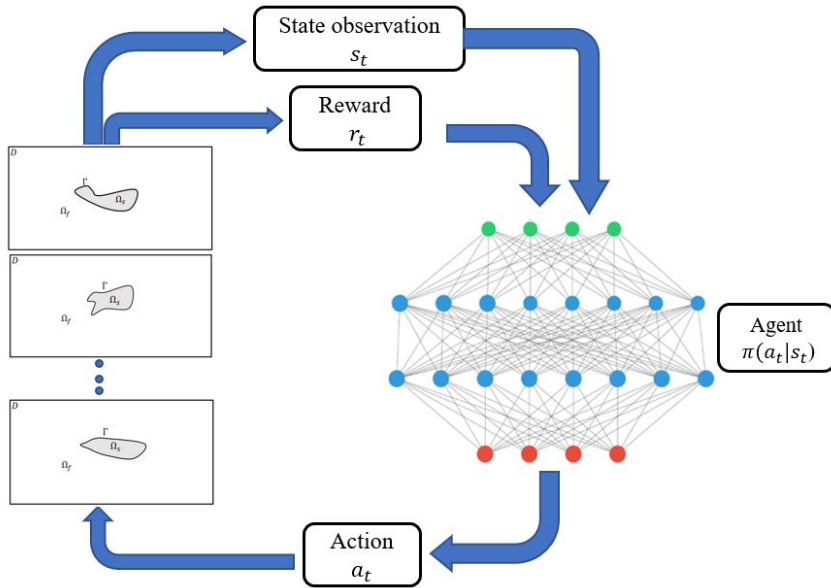 State observation
s_t
Reward
r_t
D
Γ
Ω_s
Ω_f
D
Γ
Ω_s
Ω_f
Agent
π(a_t|s_t)
D
Γ
Ω_s
Ω_f
Action
a_t